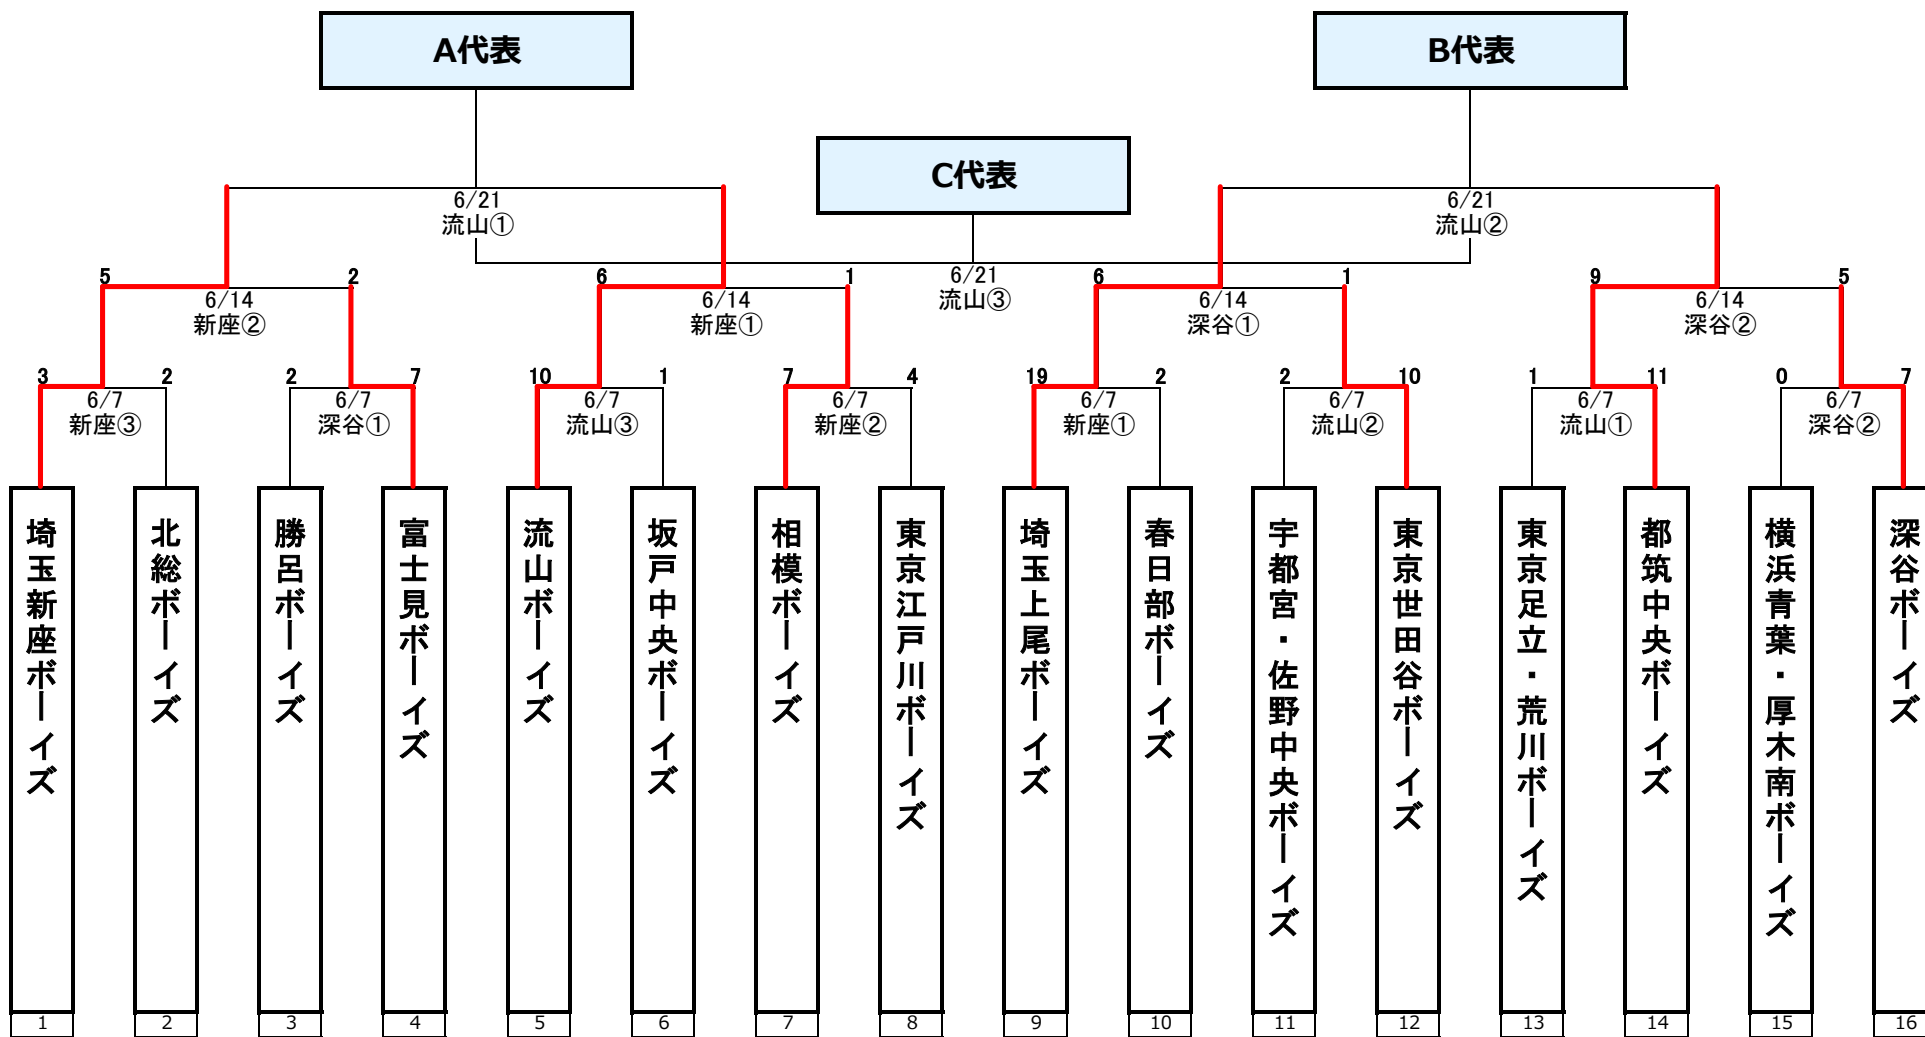 A代表
B代表
C代表
6/21
流山①
6/21
流山②
6/21
流山③
5
2
6/14
新座②
6
1
6/14
新座①
6
1
6/14
深谷①
9
5
6/14
深谷②
3
2
6/7
新座③
2
7
6/7
深谷①
10
1
6/7
流山③
7
4
6/7
新座②
19
2
6/7
新座①
2
10
6/7
流山②
1
11
6/7
流山①
0
7
6/7
深谷②
埼玉新座ボーイズ
北総ボーイズ
勝呂ボーイズ
富士見ボーイズ
流山ボーイズ
坂戸中央ボーイズ
相模ボーイズ
東京江戸川ボーイズ
埼玉上尾ボーイズ
春日部ボーイズ
宇都宮・佐野中央ボーイズ
東京世田谷ボーイズ
東京足立・荒川ボーイズ
都筑中央ボーイズ
横浜青葉・厚木南ボーイズ
深谷ボーイズ
1
2
3
4
5
6
7
8
9
10
11
12
13
14
15
16